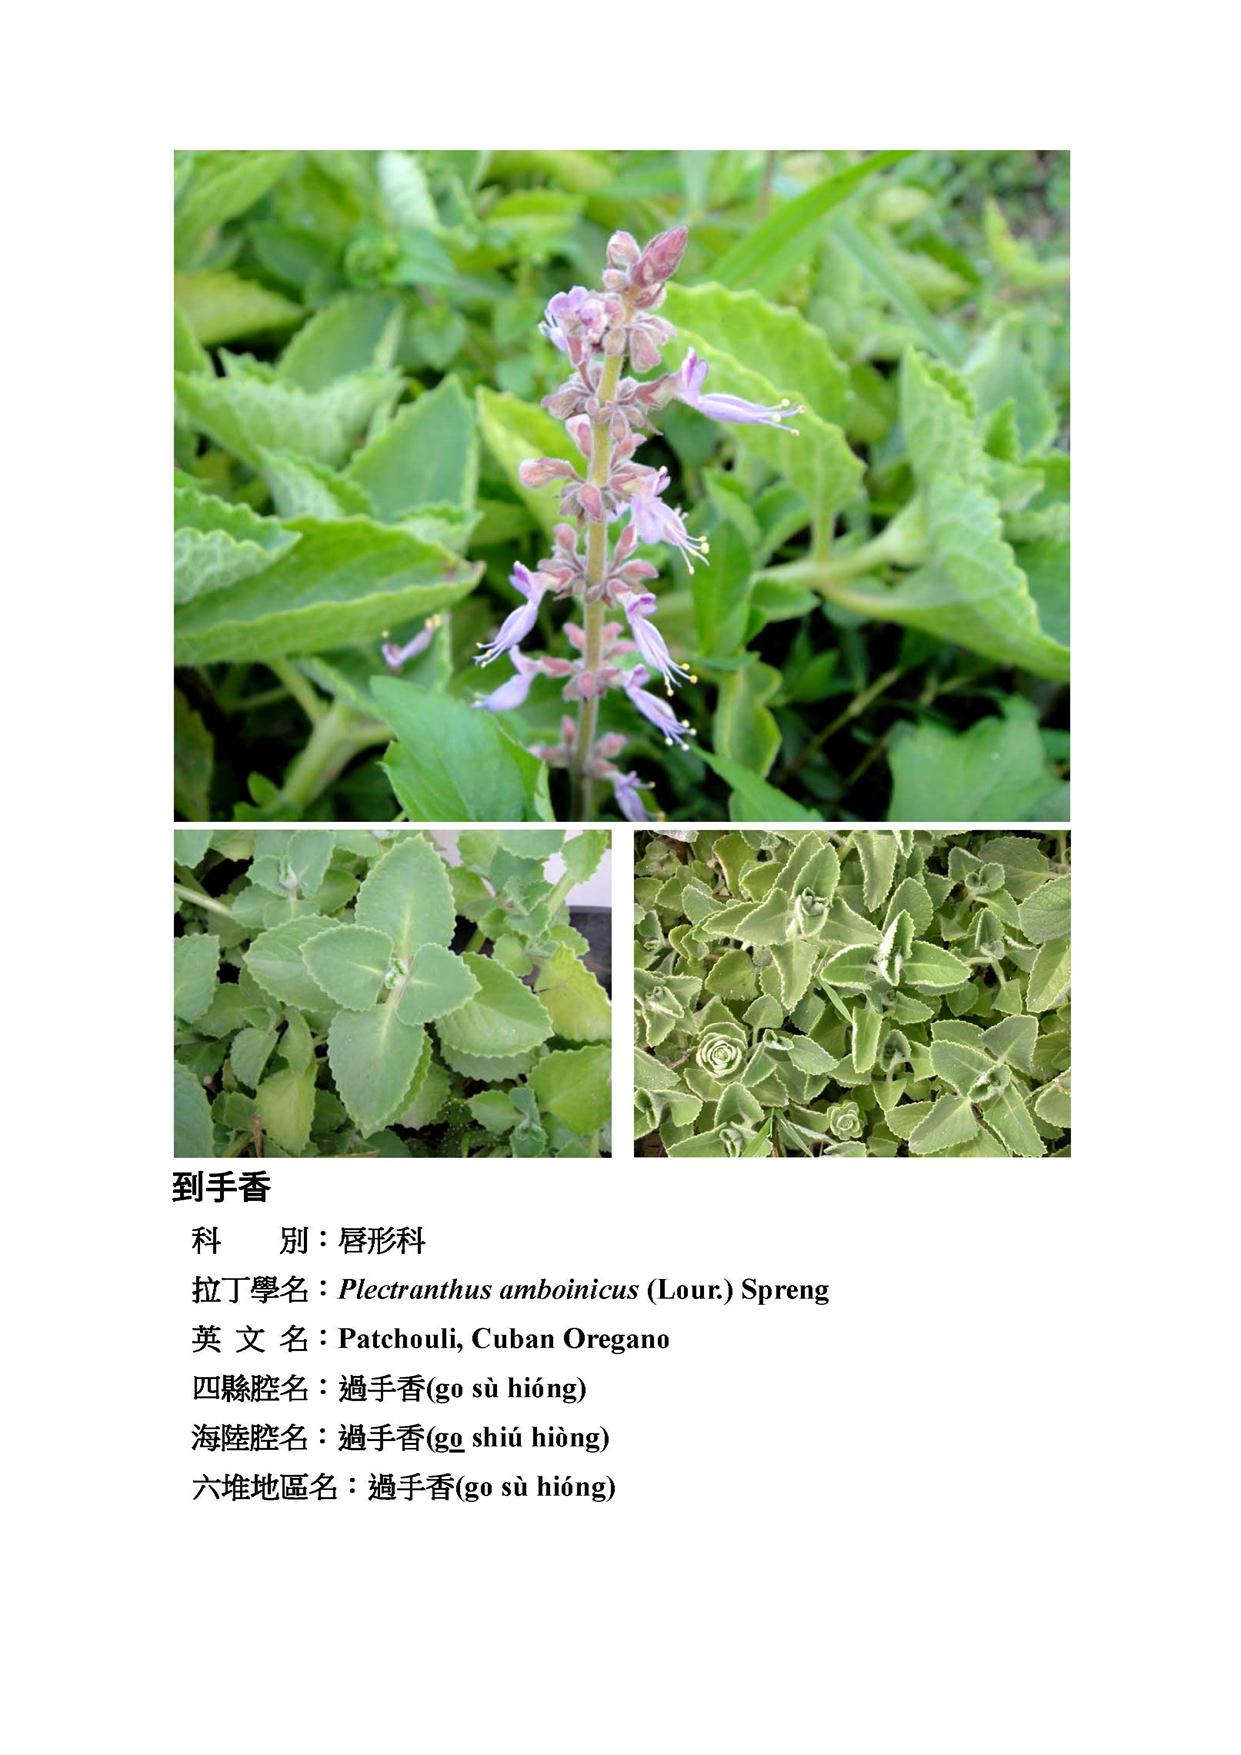 到手香
科　　別：唇形科
拉丁學名：Plectranthus amboinicus (Lour.) Spreng
英 文 名：Patchouli, Cuban Oregano
四縣腔名：過手香(go sù hióng)
海陸腔名：過手香(go shiú hiòng)
六堆地區名：過手香(go sù hióng)